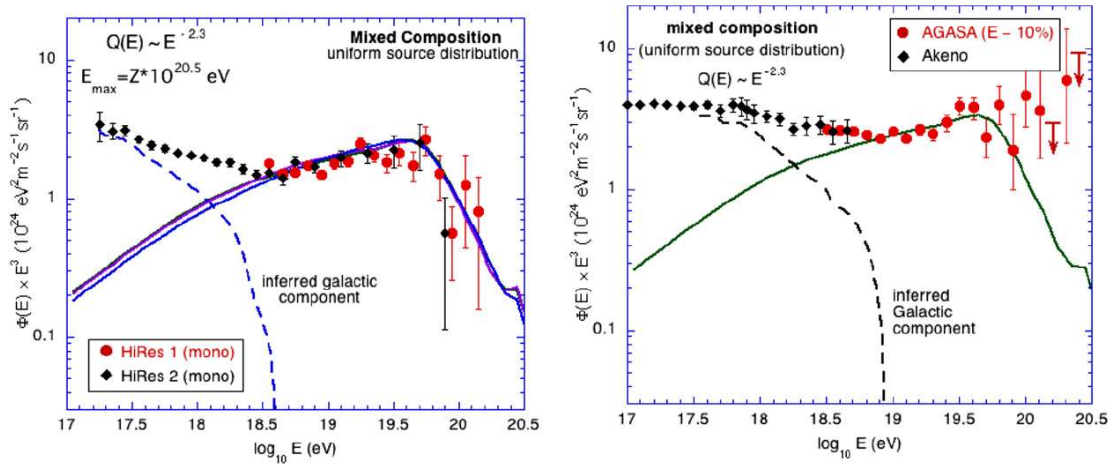 Q(E) ~ E^-2.3
E_max =Z*10^20.5 eV
Mixed Composition
uniform source distribution
Φ(E) × E^3 (10^24 eV^2 m^-2 s^-1 sr^-1)
10
1
0.1
inferred galactic
component
HiRes 1 (mono)
HiRes 2 (mono)
17 17.5 18 18.5 19 19.5 20 20.5
log_10 E (eV)
mixed composition
(uniform source distribution)
Q(E) ~ E^-2.3
AGASA (E − 10%)
Akeno
Φ(E) × E^3 (10^24 eV^2 m^-2 s^-1 sr^-1)
10
1
0.1
inferred
Galactic
component
17 17.5 18 18.5 19 19.5 20 20.5
log_10 E (eV)